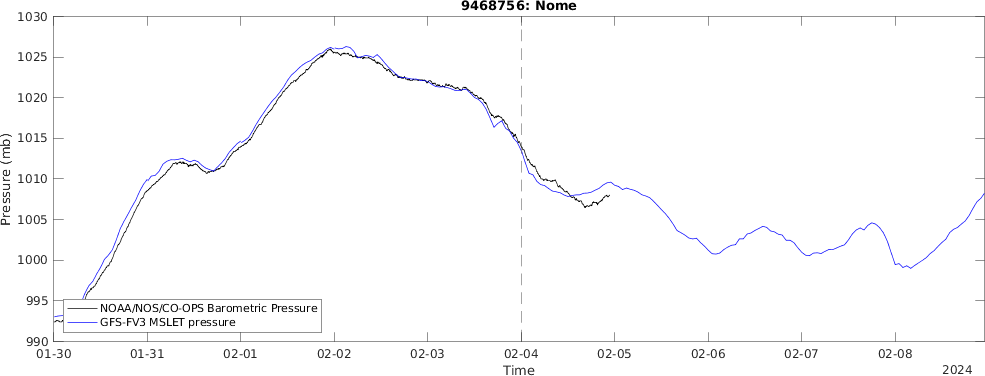 9468756: Nome
Pressure (mb)
1030
1025
1020
1015
1010
1005
1000
995
990
NOAA/NOS/CO-OPS Barometric Pressure
GFS-FV3 MSLET pressure
01-30 01-31 02-01 02-02 02-03 02-04 02-05 02-06 02-07 02-08
Time
2024